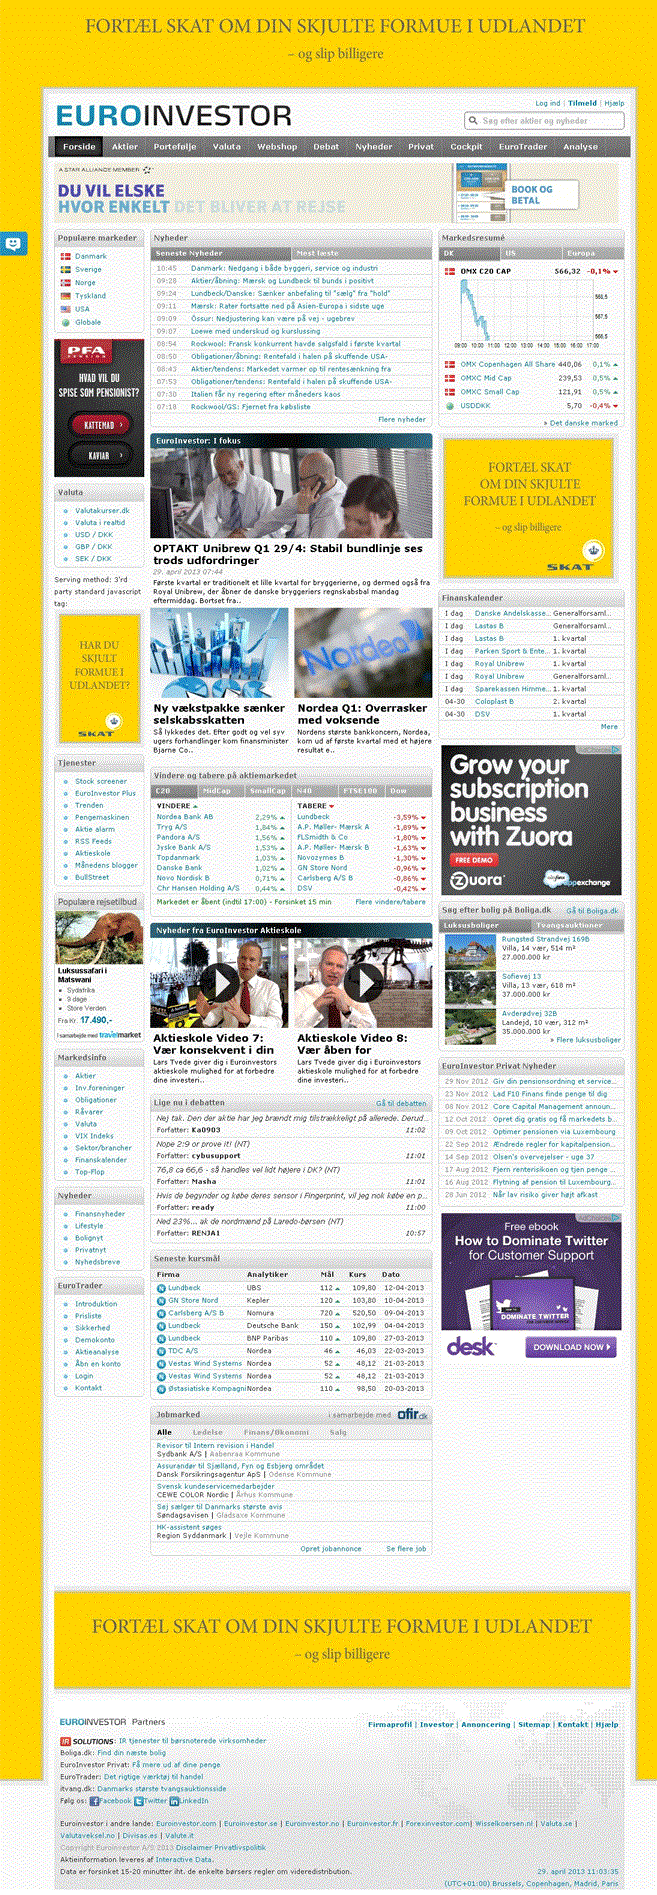 FORTÆL SKAT OM DIN SKJULTE FORMUE I UDLANDET
– og slip billigere
Log ind | Tilmeld | Hjælp
EUROINVESTOR
Søg efter aktier og nyheder
Forside Aktier Portefølje Valuta Webshop Debat Nyheder Privat Cockpit EuroTrader Analyse
A STAR ALLIANCE MEMBER
DU VIL ELSKE
HVOR ENKELT DET BLIVER AT REJSE
BOOK OG
BETAL
Populære markeder
Danmark
Sverige
Norge
Tyskland
USA
Globale
PFA
PENSION
HVAD VIL DU
SPISE SOM PENSIONIST?
KATTEMAD
KAVIAR
Valuta
Valutakurser.dk
Valuta i realtid
USD / DKK
GBP / DKK
SEK / DKK
Serving method: 3'rd
party standard javascript
tag:
HAR DU
SKJULT
FORMUE I
UDLANDET?
SKAT
Tjenester
Stock screener
EuroInvestor Plus
Trenden
Pengemaskinen
Aktie alarm
RSS Feeds
Aktieskole
Månedens blogger
BullStreet
Populære rejsetilbud
Luksussafari i
Matswani
Sydafrika
9 dage
Store Verden
Fra Kr. 17.490,-
I samarbejde med travelmarket
Markedsinfo
Aktier
Inv.foreninger
Obligationer
Råvarer
Valuta
VIX Indeks
Sektor/brancher
Finanskalender
Top-Flop
Nyheder
Finansnyheder
Lifestyle
Bolignyt
Privatnyt
Nyhedsbreve
EuroTrader
Introduktion
Prisliste
Sikkerhed
Demokonto
Aktieanalyse
Åbn en konto
Login
Kontakt
Nyheder
Seneste Nyheder Mest læste
10:45 Danmark: Nedgang i både byggeri, service og industri
09:28 Aktier/åbning: Mærsk og Lundbeck til bunds i positivt
09:24 Lundbeck/Danske: Sænker anbefaling til "sælg" fra "hold"
09:11 Mærsk: Rater fortsatte ned på Asien-Europa i sidste uge
09:09 Össur: Nedjustering kan være på vej - ugebrev
09:07 Loewe med underskud og kurslussing
08:54 Rockwool: Fransk konkurrent havde salgsfald i første kvartal
08:50 Obligationer/åbning: Rentefald i halen på skuffende USA-
08:43 Aktier/tendens: Markedet varmer op til rentesænkning fra
07:53 Obligationer/tendens: Rentefald i halen på skuffende USA-
07:30 Italien får ny regering efter måneders kaos
07:18 Rockwool/GS: Fjernet fra købsliste
Flere nyheder
EuroInvestor: I fokus
OPTAKT Unibrew Q1 29/4: Stabil bundlinje ses
trods udfordringer
29. april 2013 07:44
Første kvartal er traditionelt et lille kvartal for bryggerierne, og dermed også fra
Royal Unibrew, der åbner de danske bryggeriers regnskabsbal mandag
eftermiddag. Bortset fra..
Ny vækstpakke sænker
selskabsskatten
Så lykkedes det. Efter godt og vel syv
ugers forhandlinger kom finansminister
Bjarne Co..
Nordea
Nordea Q1: Overrasker
med voksende
Nordens største bankkoncern, Nordea,
kom ud af første kvartal med et højere
resultat e..
Vindere og tabere på aktiemarkedet
C20 MidCap SmallCap N40 FTSE100 Dow
VINDERE TABERE
Nordea Bank AB 2,29% Lundbeck -3,59%
Tryg A/S 1,84% A.P. Møller- Mærsk A -1,89%
Pandora A/S 1,56% FLSmidth & Co -1,80%
Jyske Bank A/S 1,53% A.P. Møller- Mærsk B -1,63%
Topdanmark 1,03% Novozymes B -1,30%
Danske Bank 1,02% GN Store Nord -0,96%
Novo Nordisk B 0,71% Carlsberg A/S B -0,86%
Chr Hansen Holding A/S 0,44% DSV -0,42%
Markedet er åbent (indtil 17:00) - Forsinket 15 min Flere vindere/tabere
Nyheder fra EuroInvestor Aktieskole
Aktieskole Video 7:
Vær konsekvent i din
Lars Tvede giver dig i Euroinvestors
aktieskole mulighed for at forbedre
dine investeri..
Aktieskole Video 8:
Vær åben for
Lars Tvede giver dig i Euroinvestors
aktieskole mulighed for at forbedre
dine investeri..
Lige nu i debatten Gå til debatten
Nej tak. Den der aktie har jeg brændt mig tilstrækkeligt på allerede. Derud...
Forfatter: Ka0903 11:02
Nope 2:9 or prove it! (NT)
Forfatter: cybusupport 11:01
76,8 ca 66,6 - så handles vel lidt højere i DK? (NT)
Forfatter: Masha 11:01
Hvis de begynder og købe deres sensor i Fingerprint, vil jeg nok købe en p...
Forfatter: ready 11:00
Ned 23%... ak de nordmænd på Laredo-børsen (NT)
Forfatter: RENJA1 10:57
Seneste kursmål
Firma Analytiker Mål Kurs Dato
Lundbeck UBS 112 109,80 12-04-2013
GN Store Nord Kepler 120 103,80 10-04-2013
Carlsberg A/S B Nomura 720 520,50 09-04-2013
Lundbeck Deutsche Bank 150 102,99 04-04-2013
Lundbeck BNP Paribas 110 109,80 27-03-2013
TDC A/S Nordea 46 46,03 22-03-2013
Vestas Wind Systems Nordea 52 48,12 21-03-2013
Vestas Wind Systems Nordea 52 48,12 21-03-2013
Østasiatiske Kompagni Nordea 110 98,50 20-03-2013
Jobmarked i samarbejde med ofir.dk
Alle Ledelse Finans/Økonomi Salg
Revisor til Intern revision i Handel
Sydbank A/S | Aabenraa Kommune
Assurandør til Sjælland, Fyn og Esbjerg området
Dansk Forsikringsagentur ApS | Odense Kommune
Svensk kundeservicemedarbejder
CEWE COLOR Nordic | Århus Kommune
Søj sælger til Danmarks største avis
Søndagsavisen | Gladsaxe Kommune
HK-assistent søges
Region Syddanmark | Vejle Kommune
Opret jobannonce Se flere job
Markedsresumé
DK US Europa
OMX C20 CAP 566,32 -0,1%
568,5
567,5
566,5
09:00 10:00 11:00 12:00 13:00 14:00 15:00 16:00 17:00
OMX Copenhagen All Share 440,06 0,1%
OMXC Mid Cap 239,53 0,5%
OMXC Small Cap 121,91 0,5%
USDDKK 5,70 -0,4%
» Det danske marked
FORTÆL SKAT
OM DIN SKJULTE
FORMUE I UDLANDET
– og slip billigere
SKAT
Finanskalender
I dag Danske Andelskasse... Generalforsaml...
I dag Lastas B Generalforsaml...
I dag Lastas B 1. kvartal
I dag Parken Sport & Ente... 1. kvartal
I dag Royal Unibrew 1. kvartal
I dag Royal Unibrew Generalforsaml...
I dag Sparekassen Himme... 1. kvartal
04-30 Coloplast B 2. kvartal
04-30 DSV 1. kvartal
Mere
Grow your
subscription
business
with Zuora
FREE DEMO
zuora
appexchange
Søg efter bolig på Boliga.dk Gå til Boliga.dk
Luksusboliger Tvangsauktioner
Rungsted Strandvej 169B
Villa, 14 vær, 514 m²
27.000.000 kr
Sofievej 13
Villa, 13 vær, 618 m²
37.000.000 kr
Avderødvej 32B
Landejd, 10 vær, 312 m²
35.000.000 kr
» Flere luksusboliger
EuroInvestor Privat Nyheder
29 Nov 2012 Giv din pensionsordning et service...
23 Nov 2012 Lad F10 Finans finde penge til dig
08 Nov 2012 Core Capital Management announ...
12 Oct 2012 Opret dig gratis og få markedets b...
09 Oct 2012 Optimer pensionen via Luxembourg
22 Sep 2012 Ændrede regler for kapitalpension...
14 Sep 2012 Olsen's overvejelser - uge 37
17 Aug 2012 Fjern renterisikoen og tjen penge ...
16 Aug 2012 Flytning af pension til Luxembourg...
28 Jun 2012 Når lav risiko giver højt afkast
AdChoices
Free ebook
How to Dominate Twitter
for Customer Support
DOMINATE TWITTER
desk
DOWNLOAD NOW
FORTÆL SKAT OM DIN SKJULTE FORMUE I UDLANDET
– og slip billigere
EUROINVESTOR Partners
Firmaprofil | Investor | Annoncering | Sitemap | Kontakt | Hjælp
IR SOLUTIONS: IR tjenester til børsnoterede virksomheder
Boliga.dk: Find din næste bolig
EuroInvestor Privat: Få mere ud af dine penge
EuroTrader: Det rigtige værktøj til handel
itvang.dk: Danmarks største tvangsauktionsside
Følg os: Facebook Twitter LinkedIn
Euroinvestor i andre lande: Euroinvestor.com | Euroinvestor.se | Euroinvestor.no | Euroinvestor.fr | Forexinvestor.com | Wisselkoersen.nl | Valuta.se |
Valutaveksel.no | Divisas.es | Valute.it
Copyright Euroinvestor A/S 2013 Disclaimer Privatlivspolitik
Aktieinformation leveres af Interactive Data.
Data er forsinket 15-20 minutter iht. de enkelte børsers regler om videredistribution.
29. april 2013 11:03:35
(UTC+01:00) Brussels, Copenhagen, Madrid, Paris